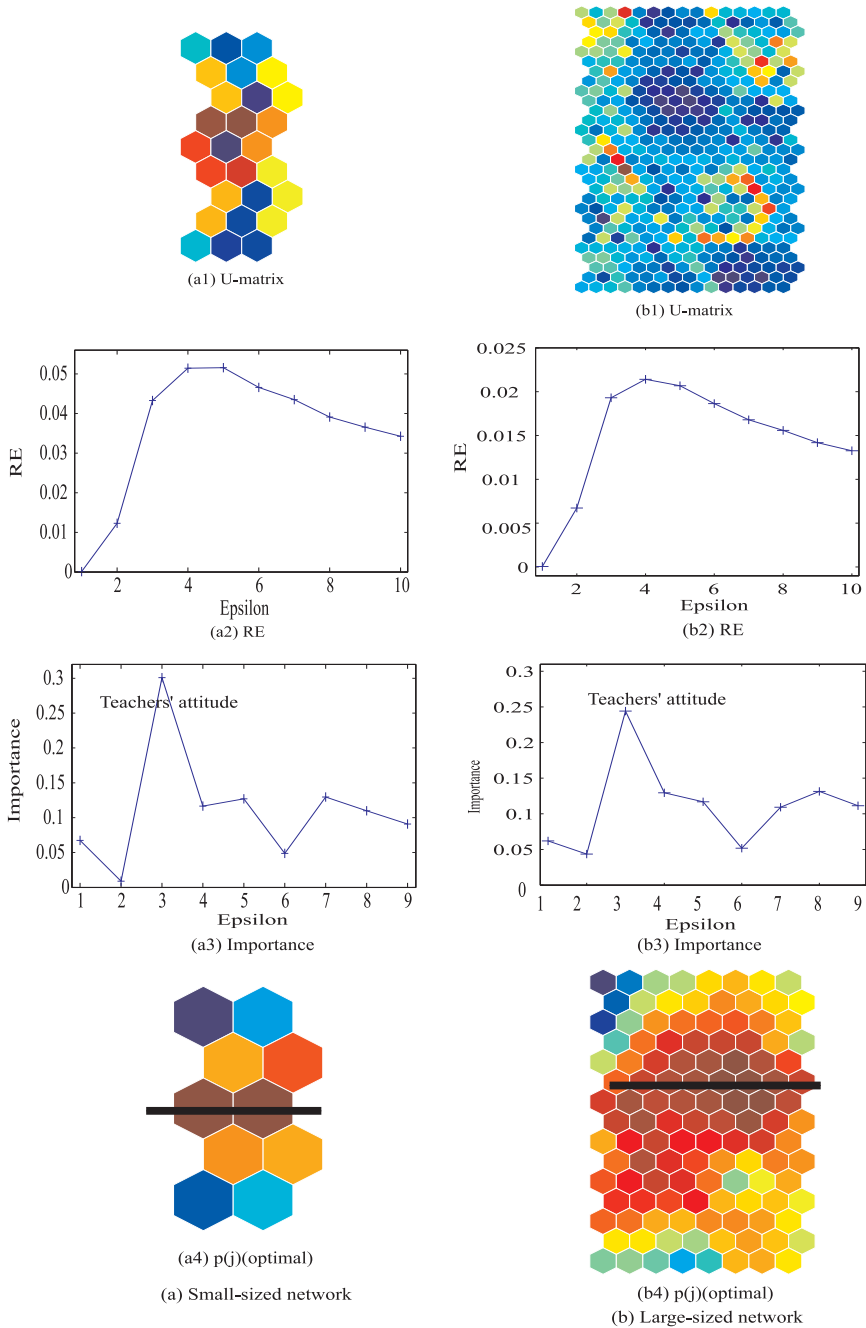 (a1) U-matrix
(b1) U-matrix
RE
0.05
0.04
0.03
0.02
0.01
0
2
4
6
8
10
Epsilon
(a2) RE
RE
0.025
0.02
0.015
0.01
0.005
0
2
4
6
8
10
Epsilon
(b2) RE
Importance
0.3
0.25
0.2
0.15
0.1
0.05
0
Teachers' attitude
1 2 3 4 5 6 7 8 9
Epsilon
(a3) Importance
Importance
0.3
0.25
0.2
0.15
0.1
0.05
0
Teachers' attitude
1 2 3 4 5 6 7 8 9
Epsilon
(b3) Importance
(a4) p(j)(optimal)
(a) Small-sized network
(b4) p(j)(optimal)
(b) Large-sized network